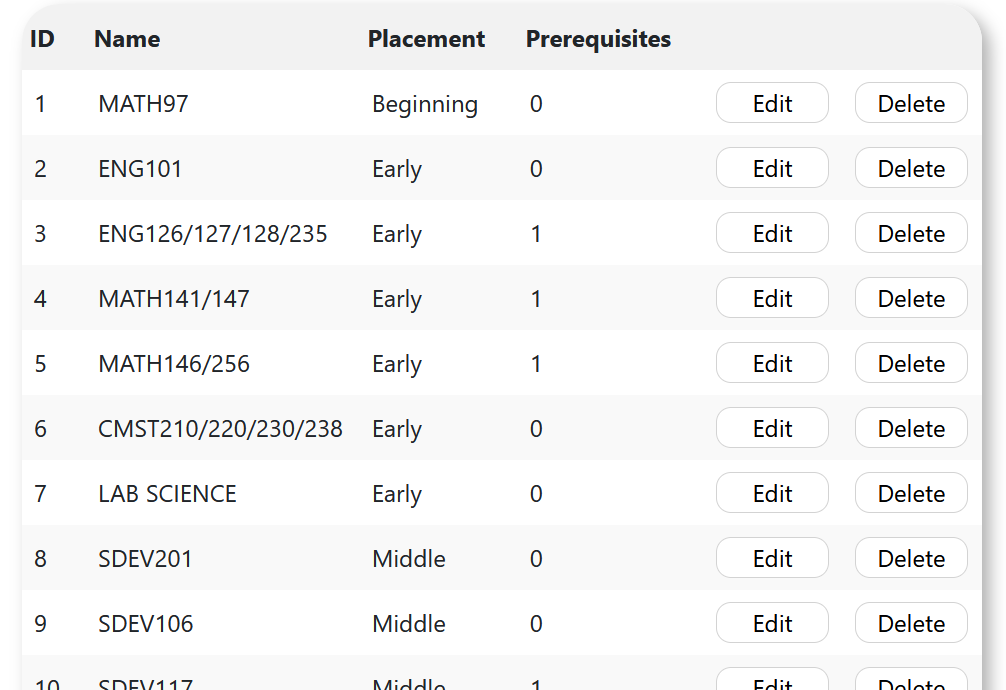 ID Name Placement Prerequisites
1 MATH97 Beginning 0 Edit Delete
2 ENG101 Early 0 Edit Delete
3 ENG126/127/128/235 Early 1 Edit Delete
4 MATH141/147 Early 1 Edit Delete
5 MATH146/256 Early 1 Edit Delete
6 CMST210/220/230/238 Early 0 Edit Delete
7 LAB SCIENCE Early 0 Edit Delete
8 SDEV201 Middle 0 Edit Delete
9 SDEV106 Middle 0 Edit Delete
10 SDEV117 Middle 1 Edit Delete